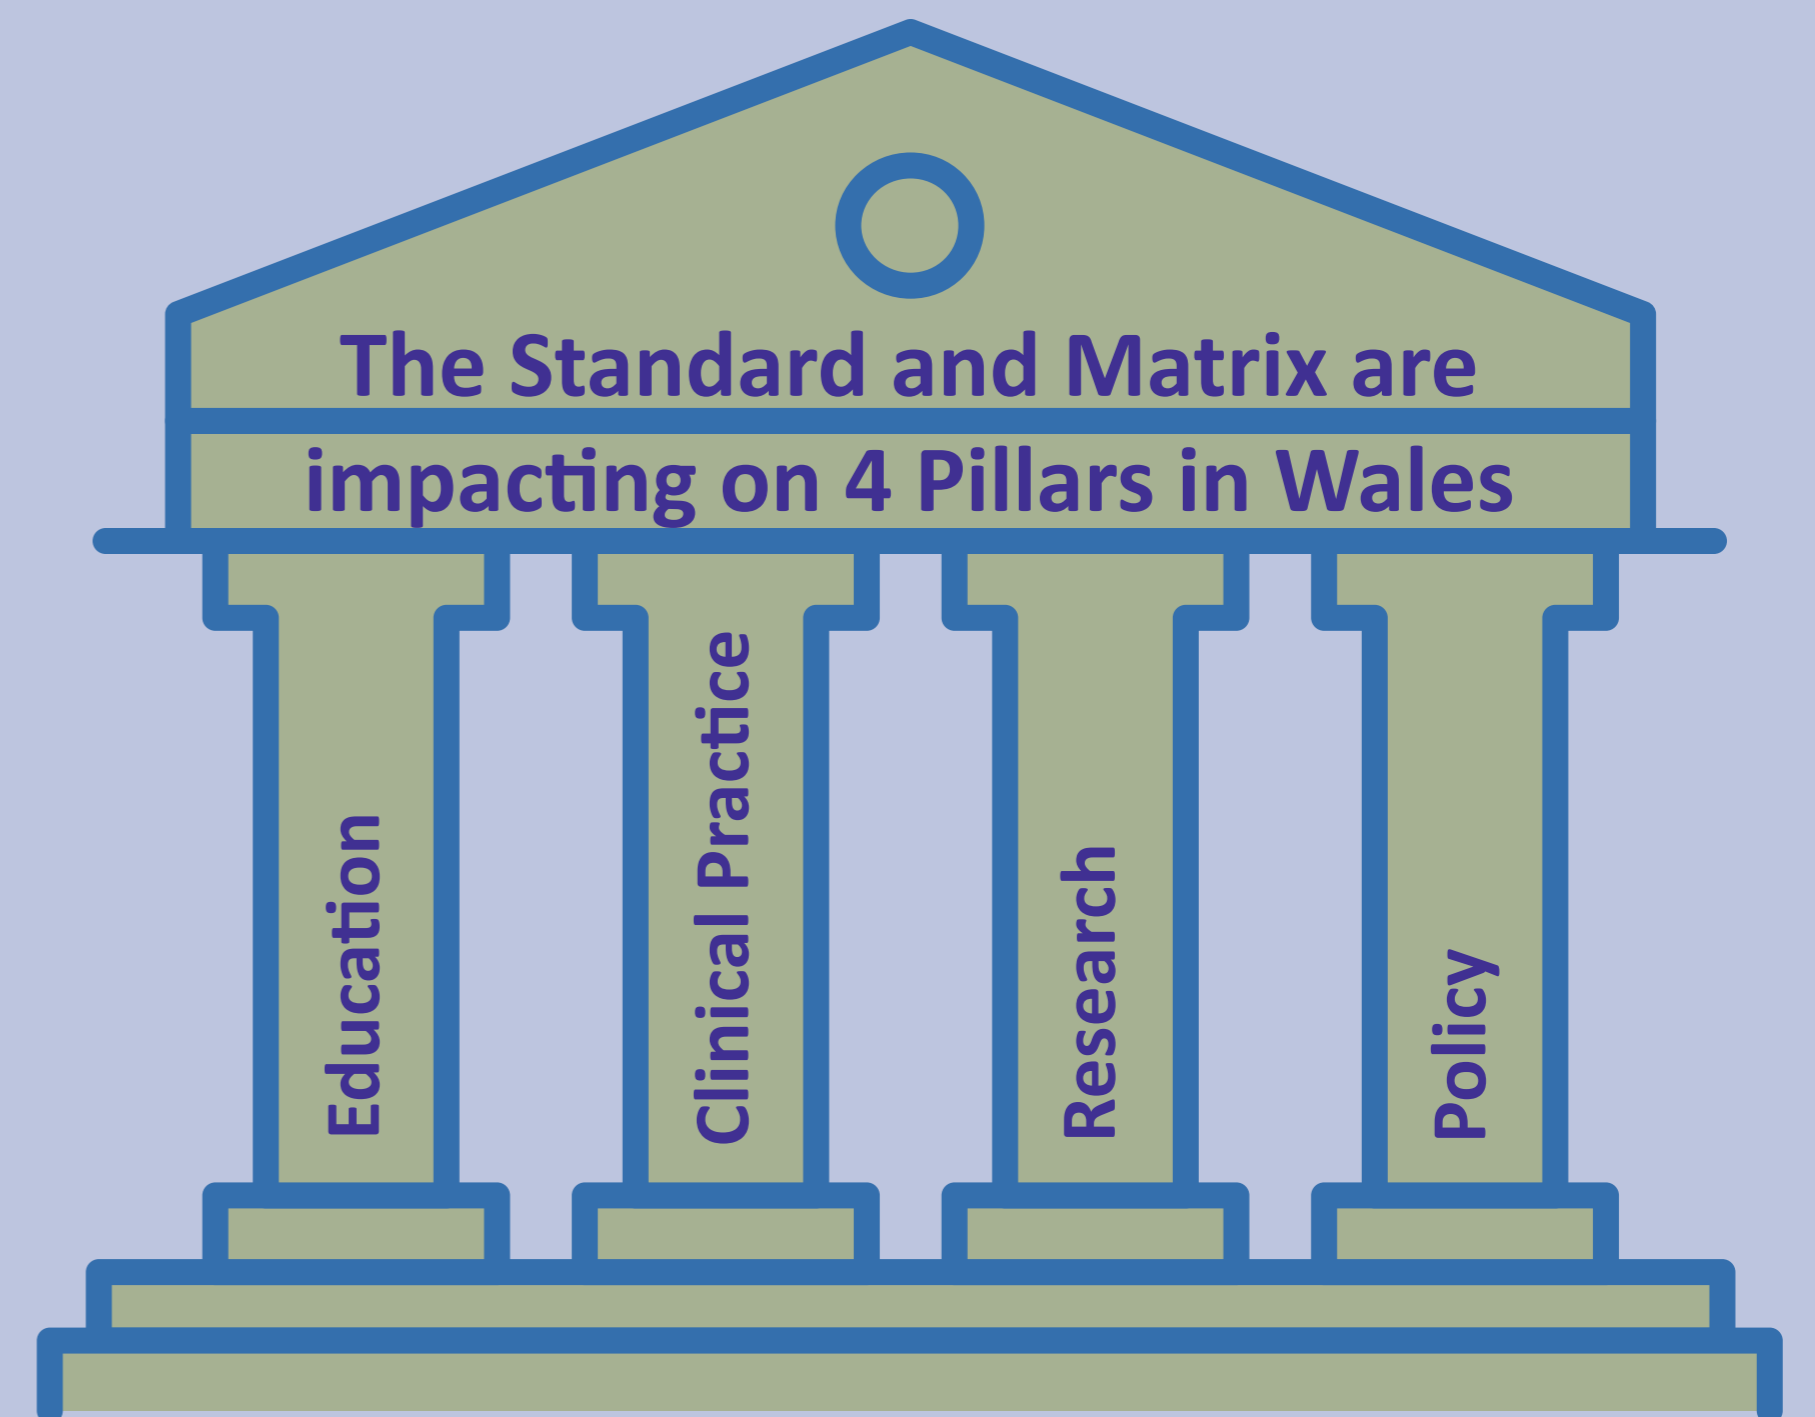 The Standard and Matrix are
impacting on 4 Pillars in Wales
Education
Clinical Practice
Research
Policy